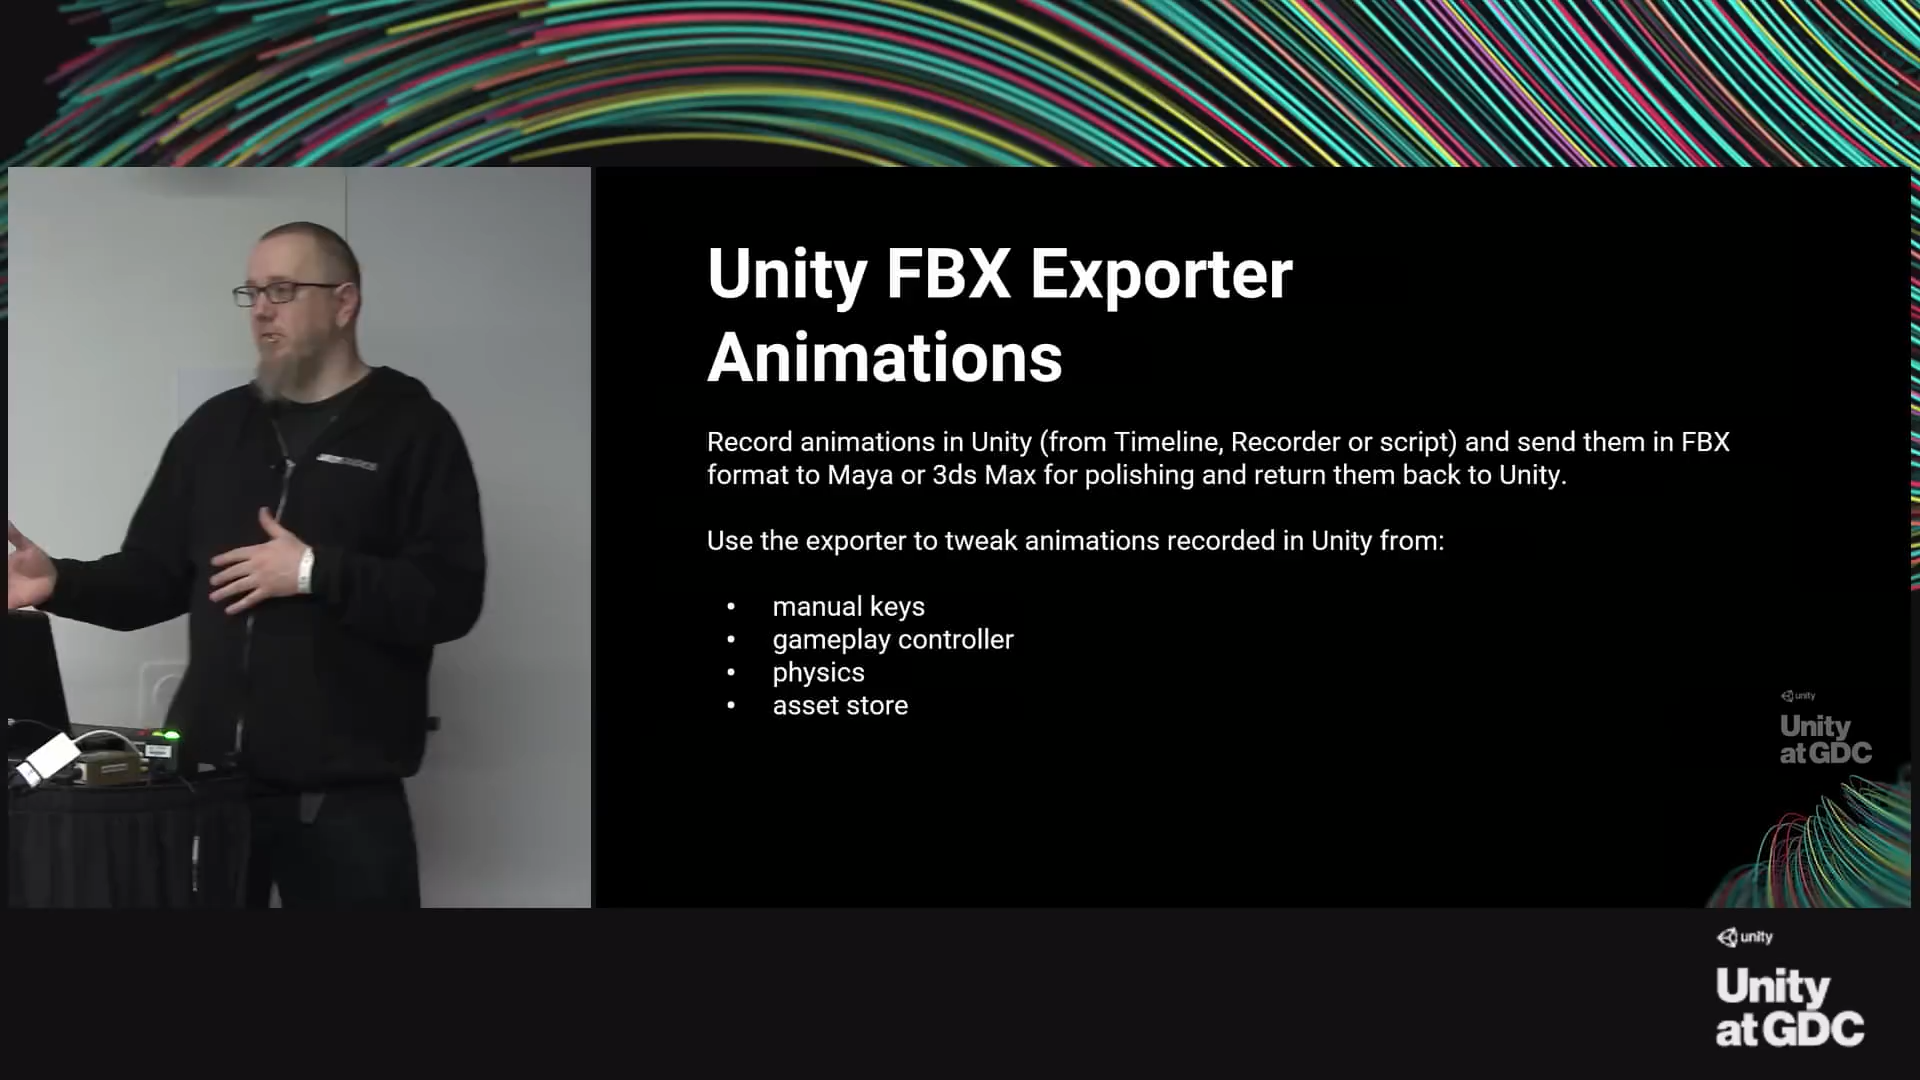 Unity FBX Exporter
Animations
Record animations in Unity (from Timeline, Recorder or script) and send them in FBX
format to Maya or 3ds Max for polishing and return them back to Unity.
Use the exporter to tweak animations recorded in Unity from:
• manual keys
• gameplay controller
• physics
• asset store
unity
Unity
at GDC
unity
Unity
at GDC